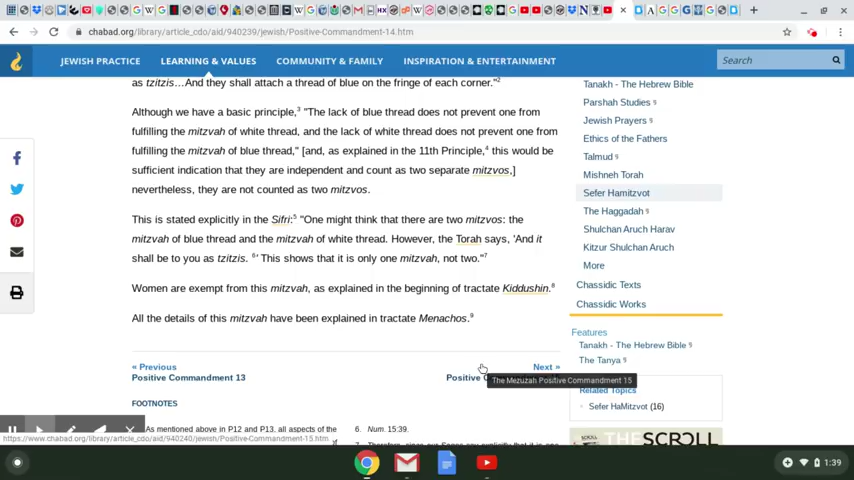 chabad.org/library/article_cdo/aid/940239/jewish/Positive-Commandment-14.htm
JEWISH PRACTICE
LEARNING & VALUES
COMMUNITY & FAMILY
INSPIRATION & ENTERTAINMENT
Search
as tzitzis…And they shall attach a thread of blue on the fringe of each corner."2
Although we have a basic principle,3 "The lack of blue thread does not prevent one from
fulfilling the mitzvah of white thread, and the lack of white thread does not prevent one from
fulfilling the mitzvah of blue thread," [and, as explained in the 11th Principle,4 this would be
sufficient indication that they are independent and count as two separate mitzvos,]
nevertheless, they are not counted as two mitzvos.
This is stated explicitly in the Sifri:5 "One might think that there are two mitzvos: the
mitzvah of blue thread and the mitzvah of white thread. However, the Torah says, 'And it
shall be to you as tzitzis. 6' This shows that it is only one mitzvah, not two."7
Women are exempt from this mitzvah, as explained in the beginning of tractate Kiddushin.8
All the details of this mitzvah have been explained in tractate Menachos.9
« Previous
Positive Commandment 13
Next »
Positive
The Mezuzah Positive Commandment 15
FOOTNOTES
As mentioned above in P12 and P13, all aspects of the
6. Num. 15:39.
https://www.chabad.org/library/article_cdo/aid/940240/jewish/Positive-Commandment-15.htm
Tanakh - The Hebrew Bible
Parshah Studies
Jewish Prayers
Ethics of the Fathers
Talmud
Mishneh Torah
Sefer Hamitzvot
The Haggadah
Shulchan Aruch Harav
Kitzur Shulchan Aruch
More
Chassidic Texts
Chassidic Works
Features
Tanakh - The Hebrew Bible
The Tanya
Related Topics
Sefer HaMitzvot (16)
SCROLL
THE SCROLL
1:39